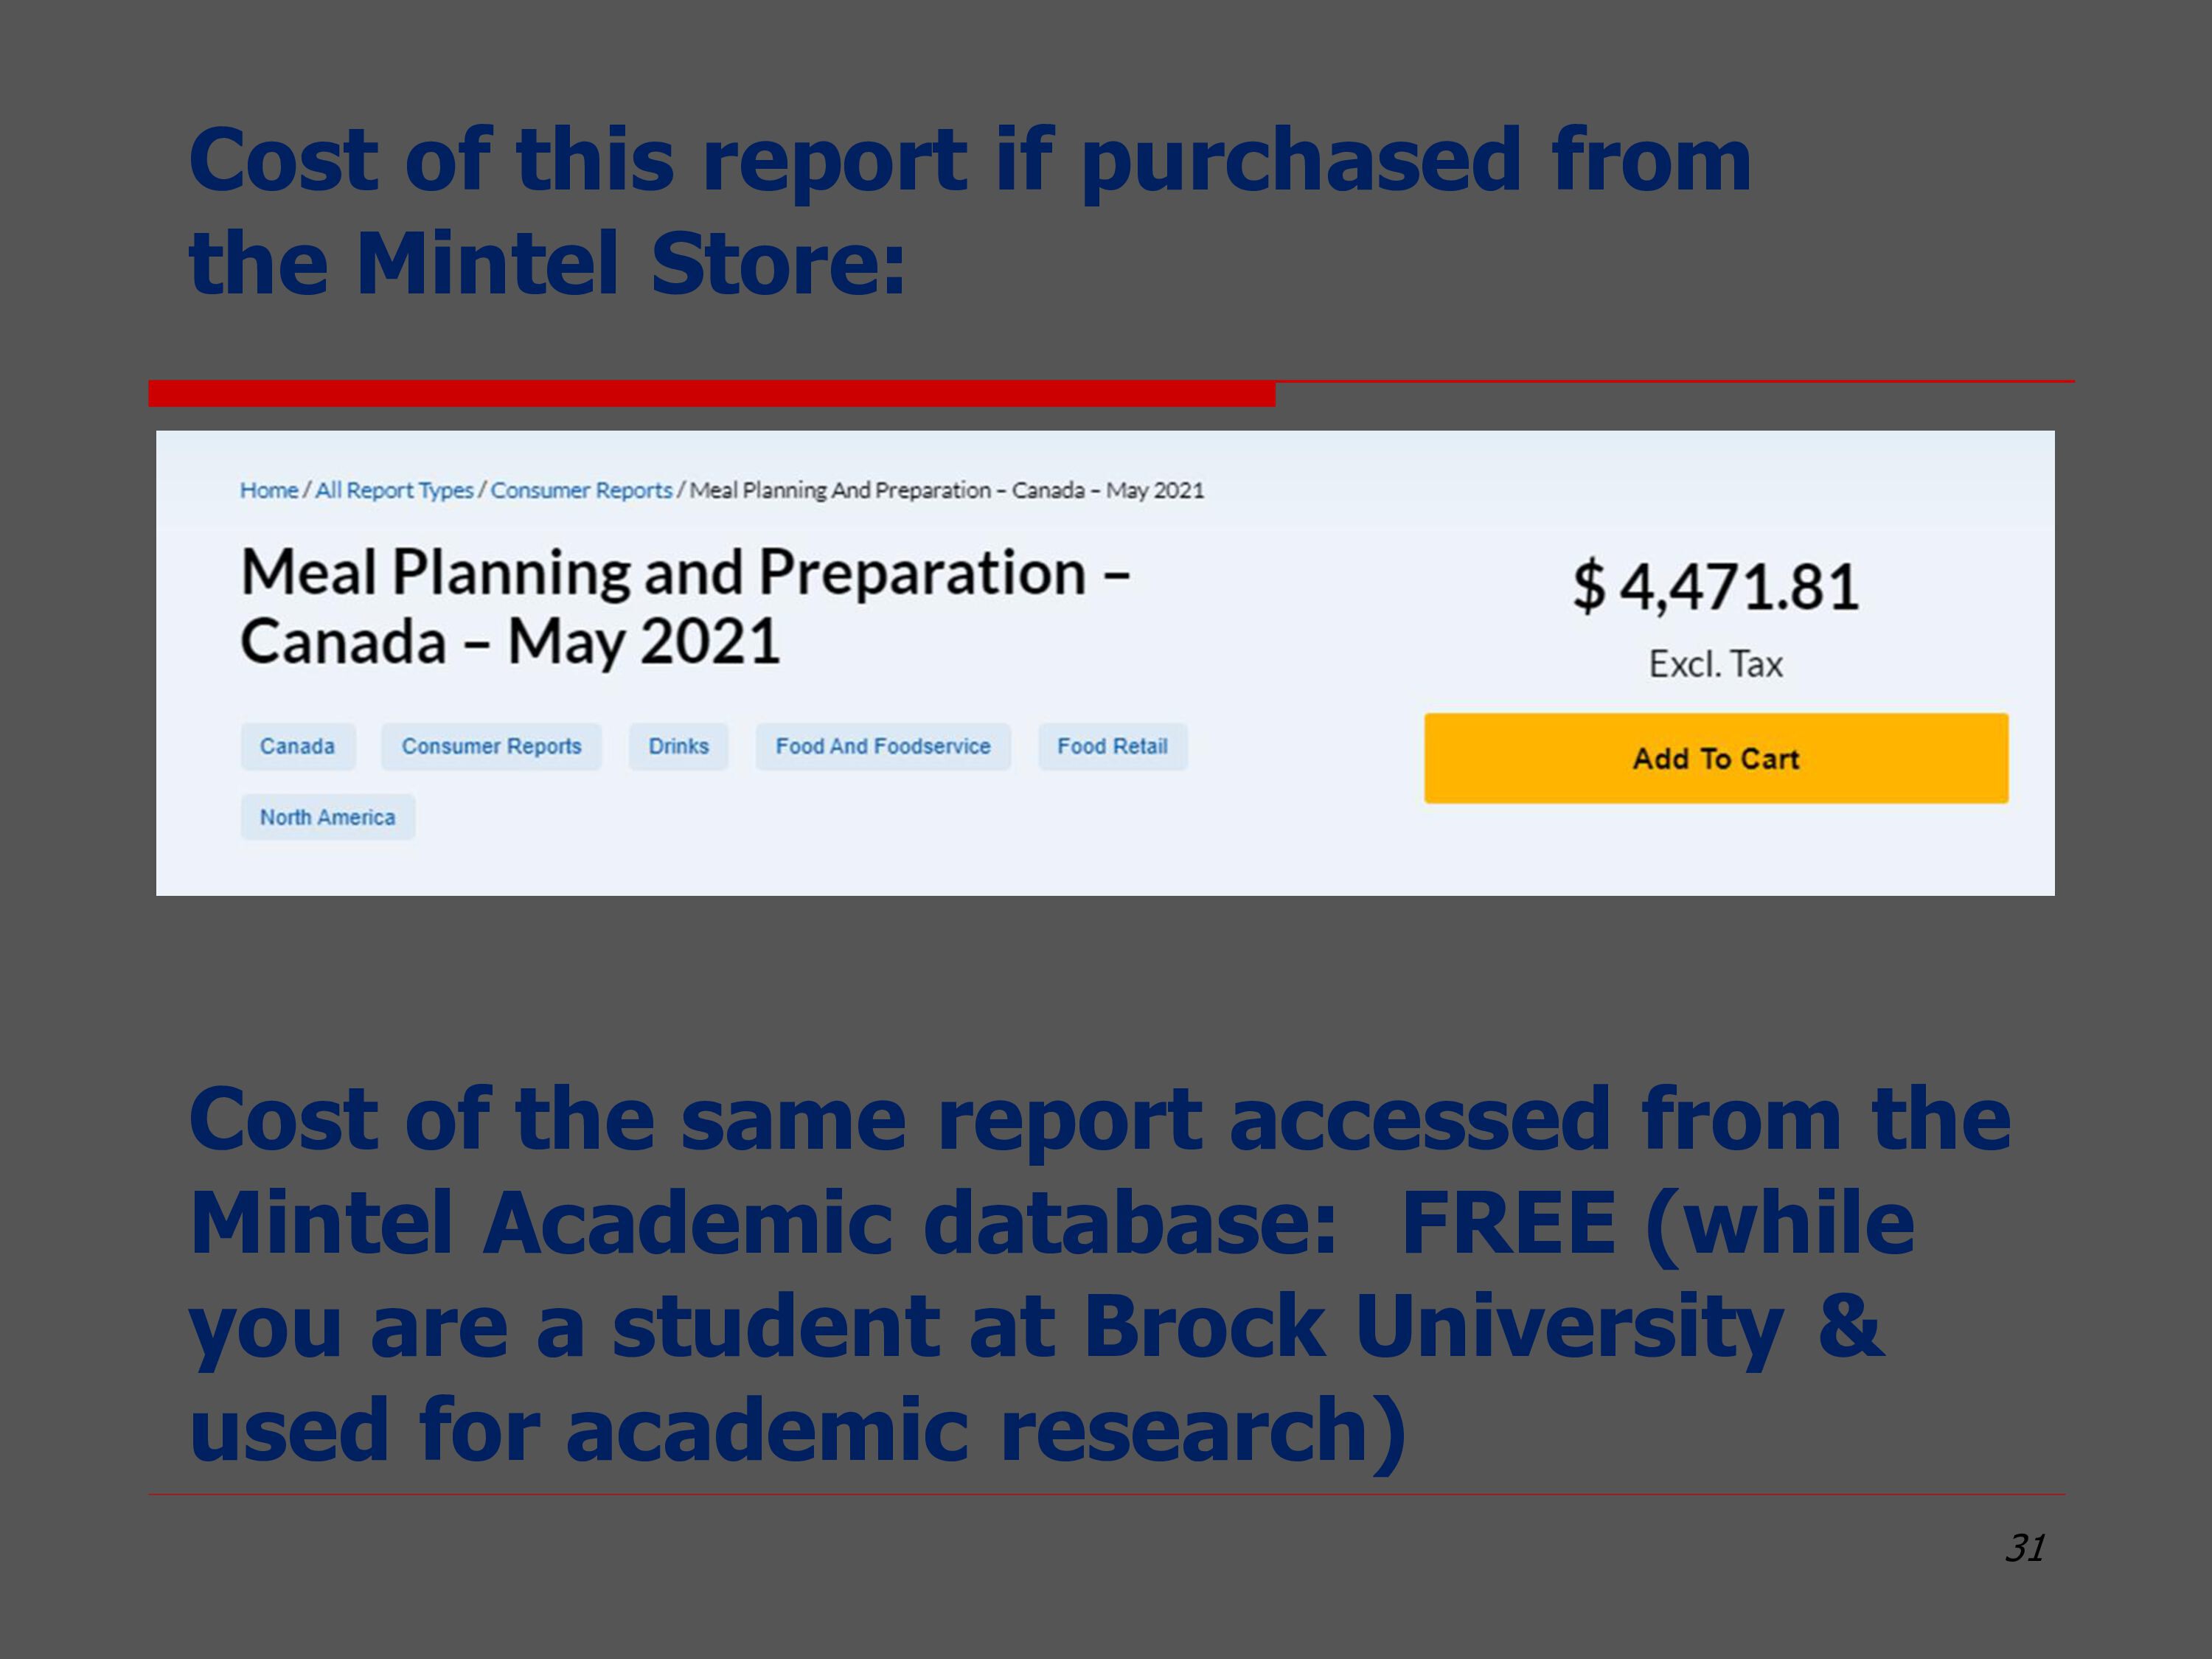 Cost of this report if purchased from
the Mintel Store:
Home / All Report Types / Consumer Reports / Meal Planning And Preparation – Canada – May 2021
Meal Planning and Preparation –
Canada – May 2021
$ 4,471.81
Excl. Tax
Canada Consumer Reports Drinks Food And Foodservice Food Retail
North America
Add To Cart
Cost of the same report accessed from the
Mintel Academic database:  FREE (while
you are a student at Brock University &
used for academic research)
31